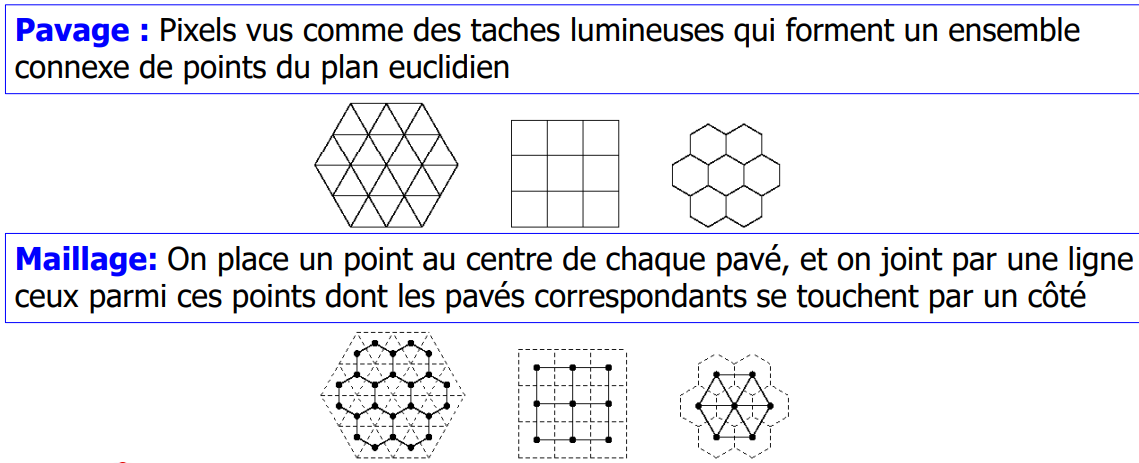 Pavage : Pixels vus comme des taches lumineuses qui forment un ensemble
connexe de points du plan euclidien
Maillage: On place un point au centre de chaque pavé, et on joint par une ligne
ceux parmi ces points dont les pavés correspondants se touchent par un côté